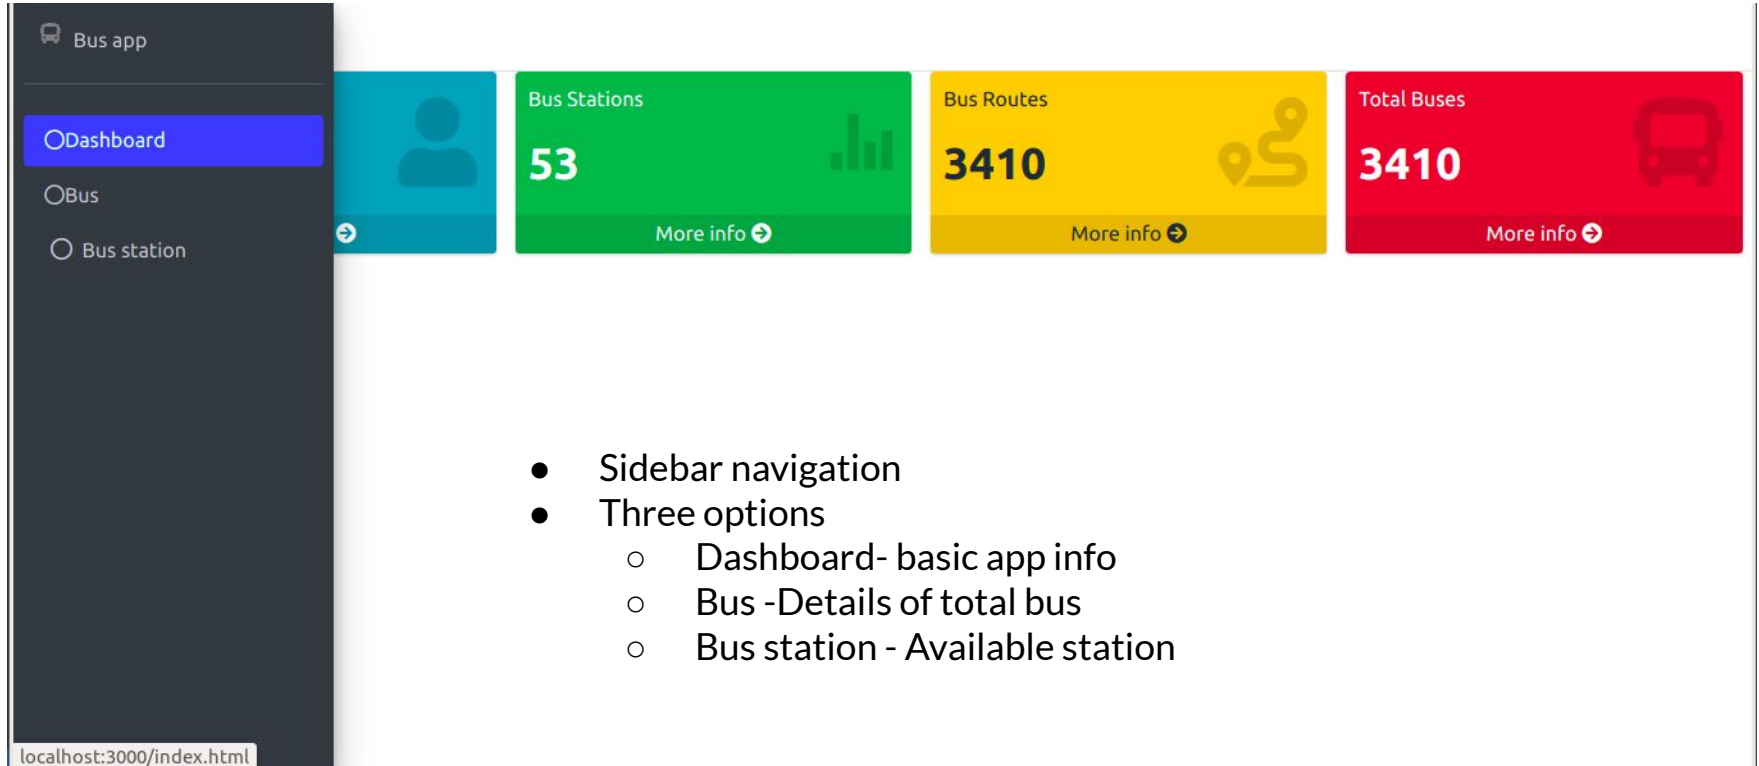 Bus app
Dashboard
Bus
Bus station
Bus Stations
53
More info
Bus Routes
3410
More info
Total Buses
3410
More info
● Sidebar navigation
● Three options
○ Dashboard- basic app info
○ Bus -Details of total bus
○ Bus station - Available station
localhost:3000/index.html